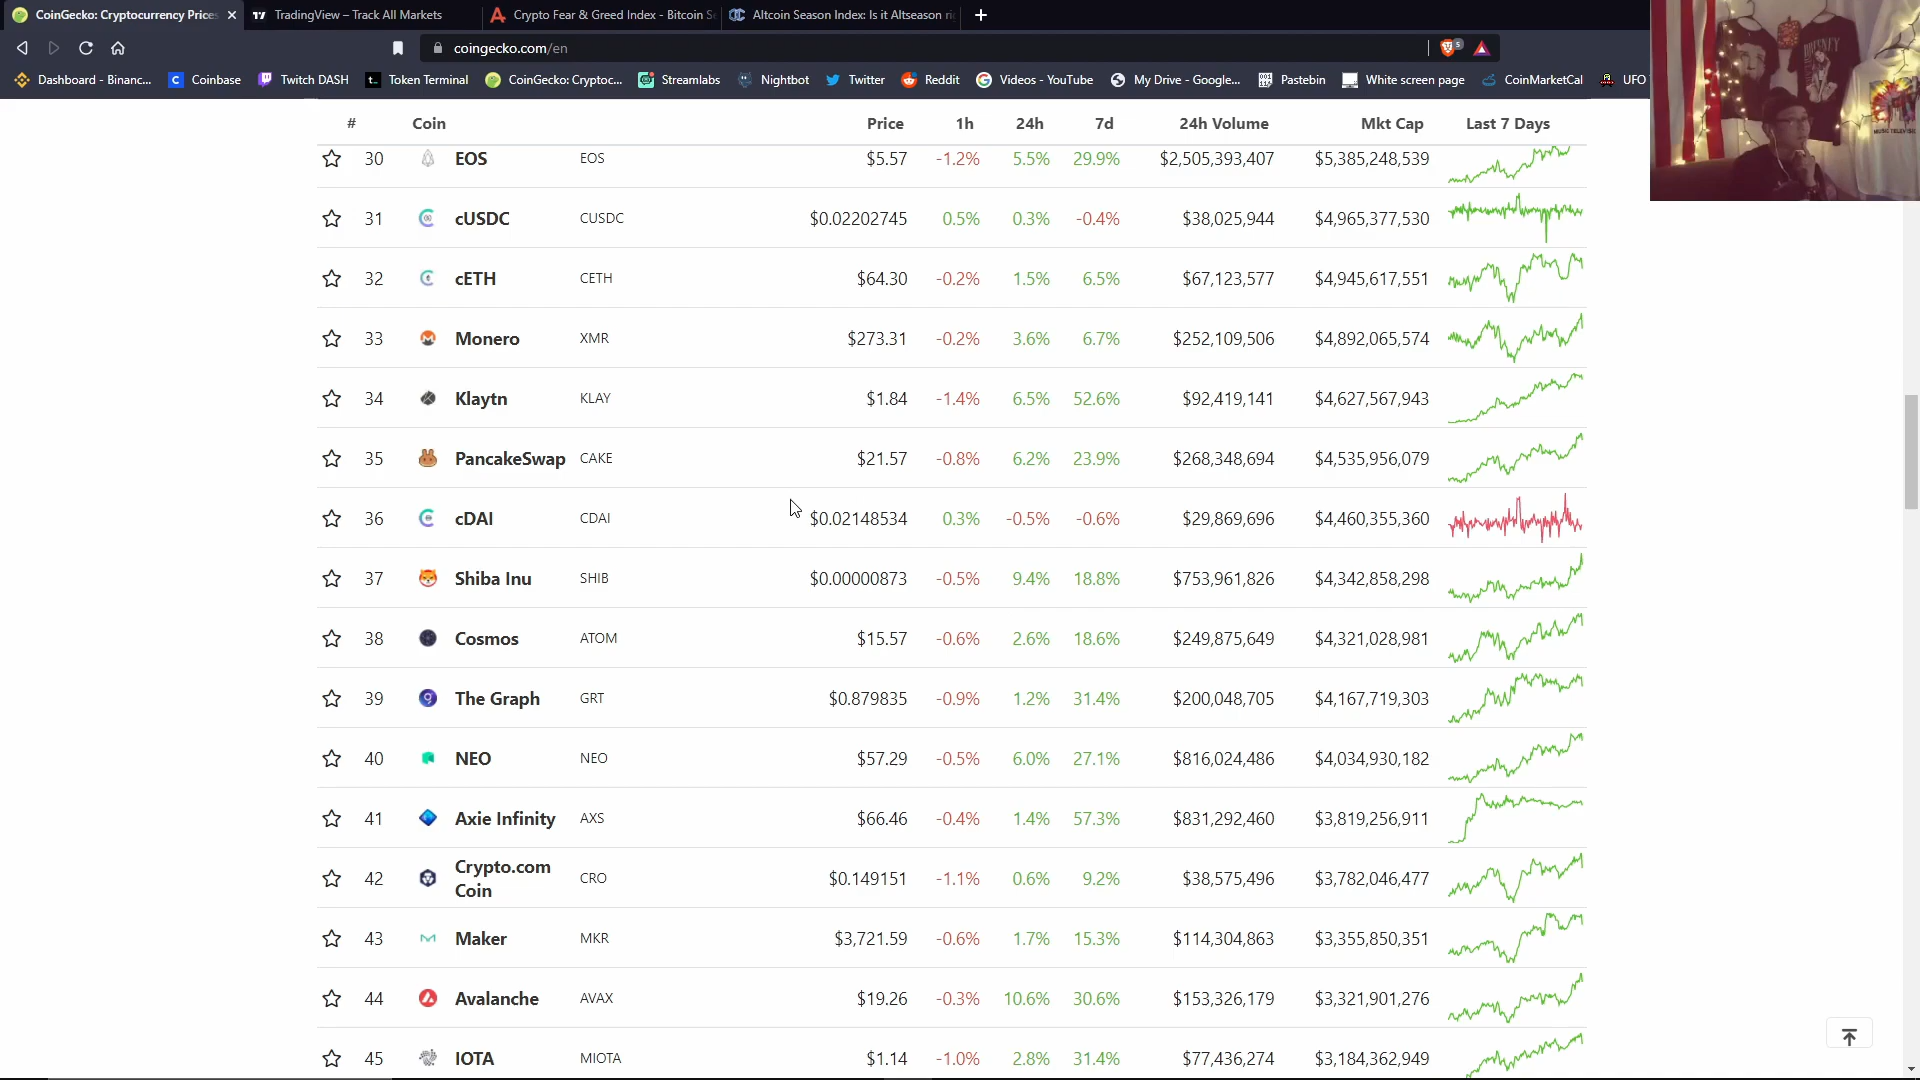 CoinGecko: Cryptocurrency Prices
TradingView – Track All Markets
Crypto Fear & Greed Index - Bitcoin S
Altcoin Season Index: Is it Altseason ri
coingecko.com/en
Dashboard - Binanc... Coinbase Twitch DASH Token Terminal CoinGecko: Cryptoc... Streamlabs Nightbot Twitter Reddit Videos - YouTube My Drive - Google... Pastebin White screen page CoinMarketCal UFO
# Coin Price 1h 24h 7d 24h Volume Mkt Cap Last 7 Days
30 EOS EOS $5.57 -1.2% 5.5% 29.9% $2,505,393,407 $5,385,248,539
31 cUSDC CUSDC $0.02202745 0.5% 0.3% -0.4% $38,025,944 $4,965,377,530
32 cETH CETH $64.30 -0.2% 1.5% 6.5% $67,123,577 $4,945,617,551
33 Monero XMR $273.31 -0.2% 3.6% 6.7% $252,109,506 $4,892,065,574
34 Klaytn KLAY $1.84 -1.4% 6.5% 52.6% $92,419,141 $4,627,567,943
35 PancakeSwap CAKE $21.57 -0.8% 6.2% 23.9% $268,348,694 $4,535,956,079
36 cDAI CDAI $0.02148534 0.3% -0.5% -0.6% $29,869,696 $4,460,355,360
37 Shiba Inu SHIB $0.00000873 -0.5% 9.4% 18.8% $753,961,826 $4,342,858,298
38 Cosmos ATOM $15.57 -0.6% 2.6% 18.6% $249,875,649 $4,321,028,981
39 The Graph GRT $0.879835 -0.9% 1.2% 31.4% $200,048,705 $4,167,719,303
40 NEO NEO $57.29 -0.5% 6.0% 27.1% $816,024,486 $4,034,930,182
41 Axie Infinity AXS $66.46 -0.4% 1.4% 57.3% $831,292,460 $3,819,256,911
42 Crypto.com
Coin CRO $0.149151 -1.1% 0.6% 9.2% $38,575,496 $3,782,046,477
43 Maker MKR $3,721.59 -0.6% 1.7% 15.3% $114,304,863 $3,355,850,351
44 Avalanche AVAX $19.26 -0.3% 10.6% 30.6% $153,326,179 $3,321,901,276
45 IOTA MIOTA $1.14 -1.0% 2.8% 31.4% $77,436,274 $3,184,362,949